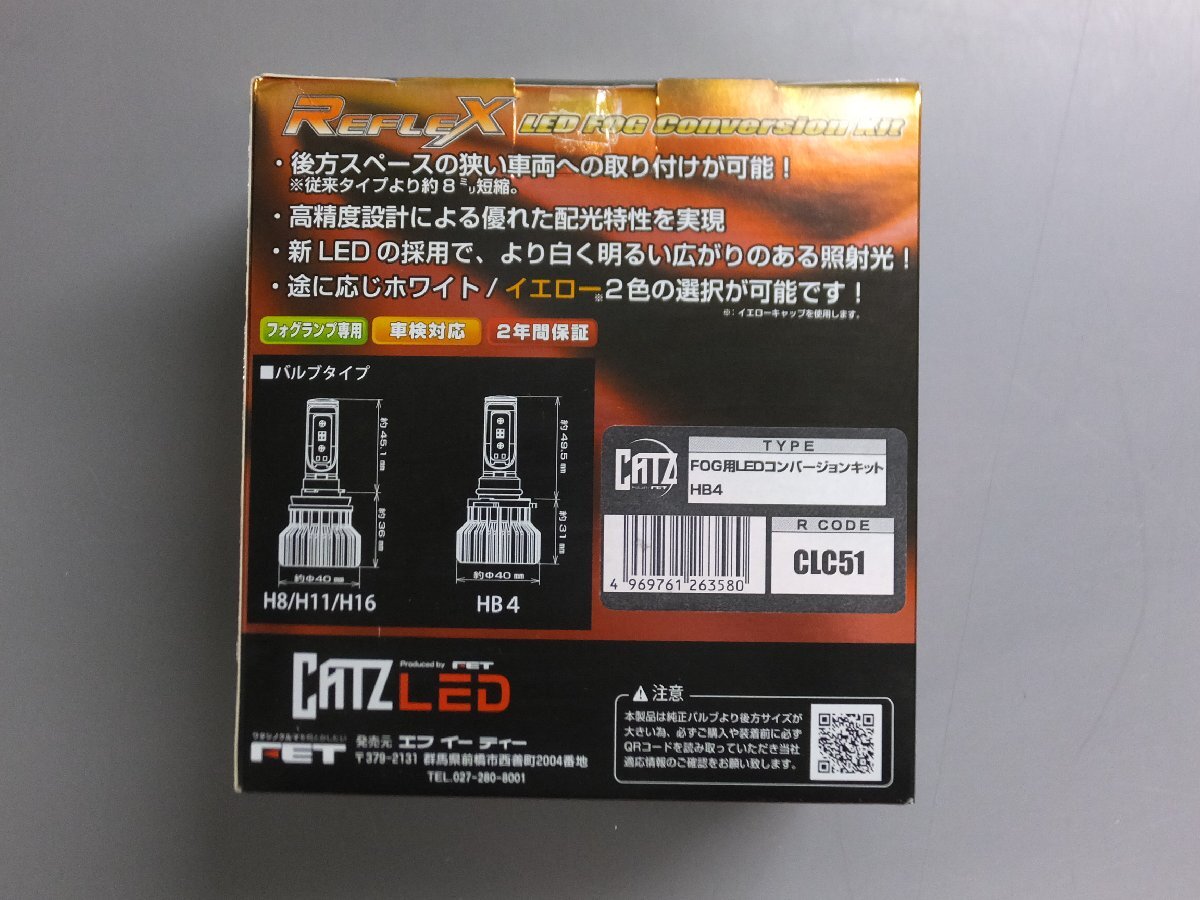 REFLEX LED FOG Conversion Kit
・後方スペースの狭い車両への取り付けが可能！
※従来タイプより約8㍉短縮。
・高精度設計による優れた配光特性を実現
・新LEDの採用で、より白く明るい広がりのある照射光！
・途に応じホワイト/イエロー※2色の選択が可能です！
※：イエローキャップを使用します。
フォグランプ専用 車検対応 2年間保証
■バルブタイプ
約45.1㎜
約36㎜
約Φ40㎜
H8/H11/H16
約49.5㎜
約31㎜
約Φ40㎜
HB4
CATZ
FET
TYPE
FOG用LEDコンバージョンキット
HB4
4 969761 263580
R CODE
CLC51
CATZ Produced by FET
LED
FET 発売元 エフ イー ティー
〒379-2131 群馬県前橋市西善町2004番地
TEL.027-280-8001
注意
本製品は純正バルブより後方サイズが
大きい為、必ずご購入や装着前に必ず
QRコードを読み取っていただき当社
適応情報のご確認をお願い致します。